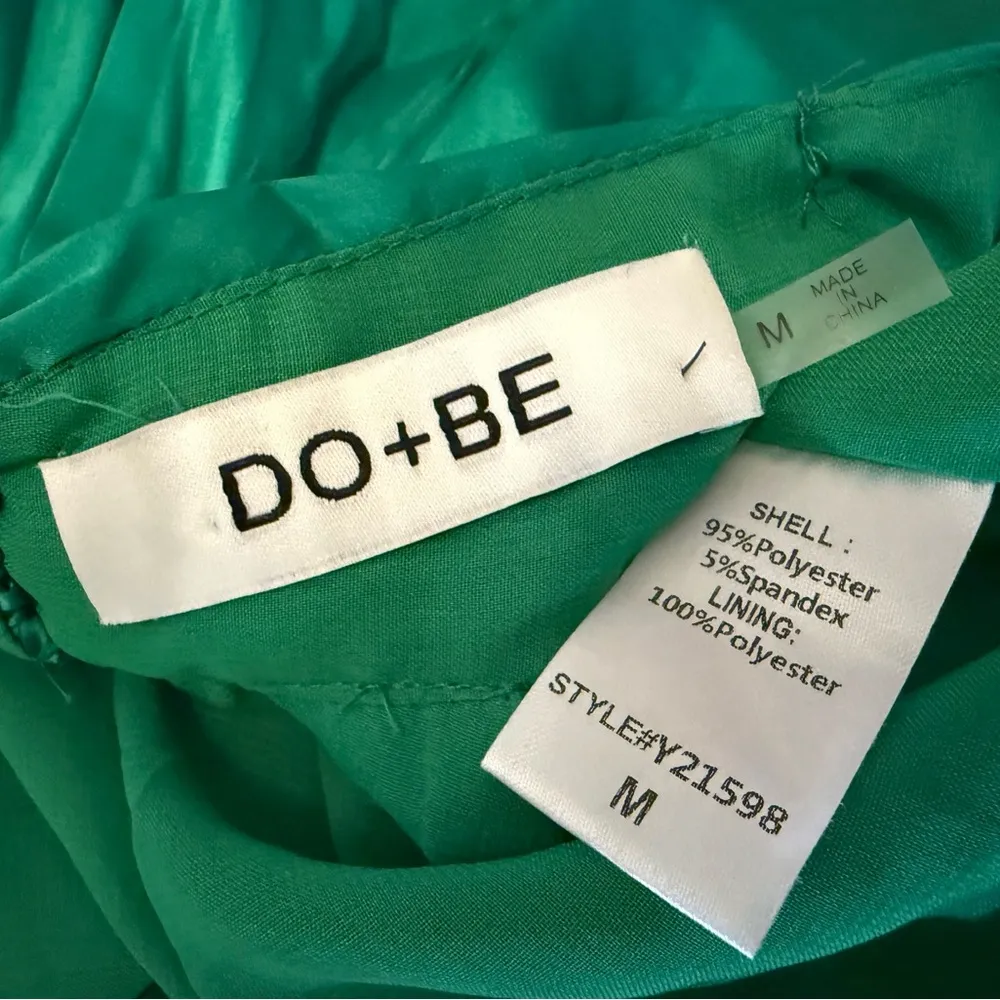 DO+BE
M
MADE
IN
CHINA
SHELL :
95%Polyester
5%Spandex
LINING:
100%Polyester
STYLE#Y21598
M